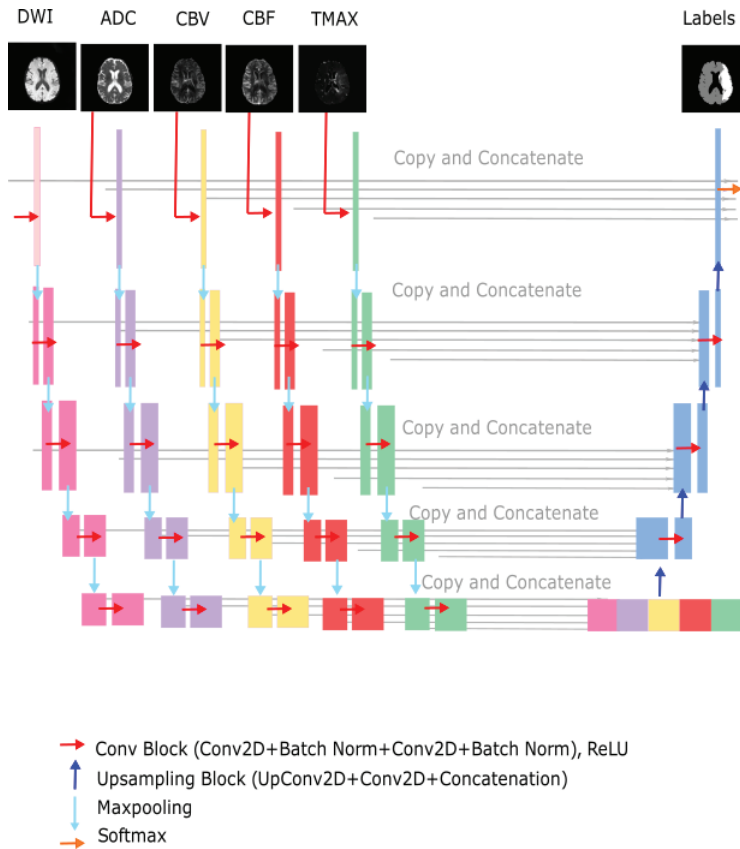 DWI ADC CBV CBF TMAX Labels
Copy and Concatenate
Copy and Concatenate
Copy and Concatenate
Copy and Concatenate
Copy and Concatenate
Conv Block (Conv2D+Batch Norm+Conv2D+Batch Norm), ReLU
Upsampling Block (UpConv2D+Conv2D+Concatenation)
Maxpooling
Softmax